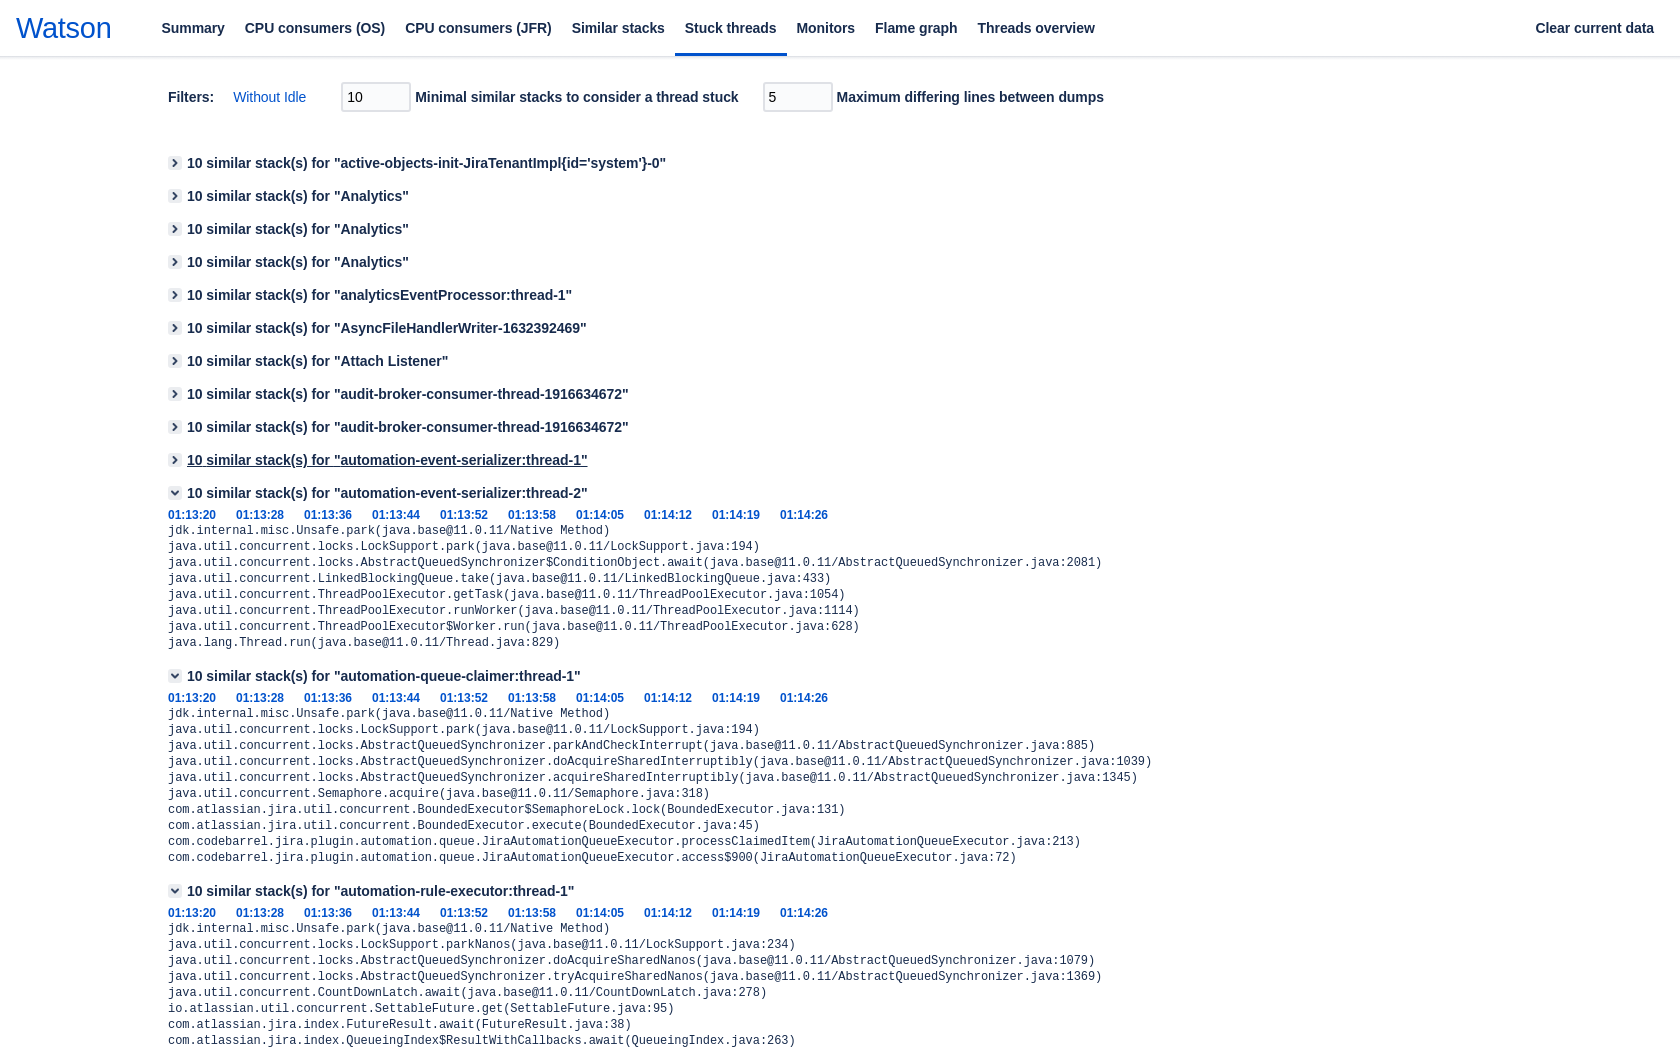 Watson
Summary
CPU consumers (OS)
CPU consumers (JFR)
Similar stacks
Stuck threads
Monitors
Flame graph
Threads overview
Clear current data
Filters:
Without Idle
10 Minimal similar stacks to consider a thread stuck
5 Maximum differing lines between dumps
10 similar stack(s) for "active-objects-init-JiraTenantImpl{id='system'}-0"
10 similar stack(s) for "Analytics"
10 similar stack(s) for "Analytics"
10 similar stack(s) for "Analytics"
10 similar stack(s) for "analyticsEventProcessor:thread-1"
10 similar stack(s) for "AsyncFileHandlerWriter-1632392469"
10 similar stack(s) for "Attach Listener"
10 similar stack(s) for "audit-broker-consumer-thread-1916634672"
10 similar stack(s) for "audit-broker-consumer-thread-1916634672"
10 similar stack(s) for "automation-event-serializer:thread-1"
10 similar stack(s) for "automation-event-serializer:thread-2"
01:13:20 01:13:28 01:13:36 01:13:44 01:13:52 01:13:58 01:14:05 01:14:12 01:14:19 01:14:26
jdk.internal.misc.Unsafe.park(java.base@11.0.11/Native Method)
java.util.concurrent.locks.LockSupport.park(java.base@11.0.11/LockSupport.java:194)
java.util.concurrent.locks.AbstractQueuedSynchronizer$ConditionObject.await(java.base@11.0.11/AbstractQueuedSynchronizer.java:2081)
java.util.concurrent.LinkedBlockingQueue.take(java.base@11.0.11/LinkedBlockingQueue.java:433)
java.util.concurrent.ThreadPoolExecutor.getTask(java.base@11.0.11/ThreadPoolExecutor.java:1054)
java.util.concurrent.ThreadPoolExecutor.runWorker(java.base@11.0.11/ThreadPoolExecutor.java:1114)
java.util.concurrent.ThreadPoolExecutor$Worker.run(java.base@11.0.11/ThreadPoolExecutor.java:628)
java.lang.Thread.run(java.base@11.0.11/Thread.java:829)
10 similar stack(s) for "automation-queue-claimer:thread-1"
01:13:20 01:13:28 01:13:36 01:13:44 01:13:52 01:13:58 01:14:05 01:14:12 01:14:19 01:14:26
jdk.internal.misc.Unsafe.park(java.base@11.0.11/Native Method)
java.util.concurrent.locks.LockSupport.park(java.base@11.0.11/LockSupport.java:194)
java.util.concurrent.locks.AbstractQueuedSynchronizer.parkAndCheckInterrupt(java.base@11.0.11/AbstractQueuedSynchronizer.java:885)
java.util.concurrent.locks.AbstractQueuedSynchronizer.doAcquireSharedInterruptibly(java.base@11.0.11/AbstractQueuedSynchronizer.java:1039)
java.util.concurrent.locks.AbstractQueuedSynchronizer.acquireSharedInterruptibly(java.base@11.0.11/AbstractQueuedSynchronizer.java:1345)
java.util.concurrent.Semaphore.acquire(java.base@11.0.11/Semaphore.java:318)
com.atlassian.jira.util.concurrent.BoundedExecutor$SemaphoreLock.lock(BoundedExecutor.java:131)
com.atlassian.jira.util.concurrent.BoundedExecutor.execute(BoundedExecutor.java:45)
com.codebarrel.jira.plugin.automation.queue.JiraAutomationQueueExecutor.processClaimedItem(JiraAutomationQueueExecutor.java:213)
com.codebarrel.jira.plugin.automation.queue.JiraAutomationQueueExecutor.access$900(JiraAutomationQueueExecutor.java:72)
10 similar stack(s) for "automation-rule-executor:thread-1"
01:13:20 01:13:28 01:13:36 01:13:44 01:13:52 01:13:58 01:14:05 01:14:12 01:14:19 01:14:26
jdk.internal.misc.Unsafe.park(java.base@11.0.11/Native Method)
java.util.concurrent.locks.LockSupport.parkNanos(java.base@11.0.11/LockSupport.java:234)
java.util.concurrent.locks.AbstractQueuedSynchronizer.doAcquireSharedNanos(java.base@11.0.11/AbstractQueuedSynchronizer.java:1079)
java.util.concurrent.locks.AbstractQueuedSynchronizer.tryAcquireSharedNanos(java.base@11.0.11/AbstractQueuedSynchronizer.java:1369)
java.util.concurrent.CountDownLatch.await(java.base@11.0.11/CountDownLatch.java:278)
io.atlassian.util.concurrent.SettableFuture.get(SettableFuture.java:95)
com.atlassian.jira.index.FutureResult.await(FutureResult.java:38)
com.atlassian.jira.index.QueueingIndex$ResultWithCallbacks.await(QueueingIndex.java:263)